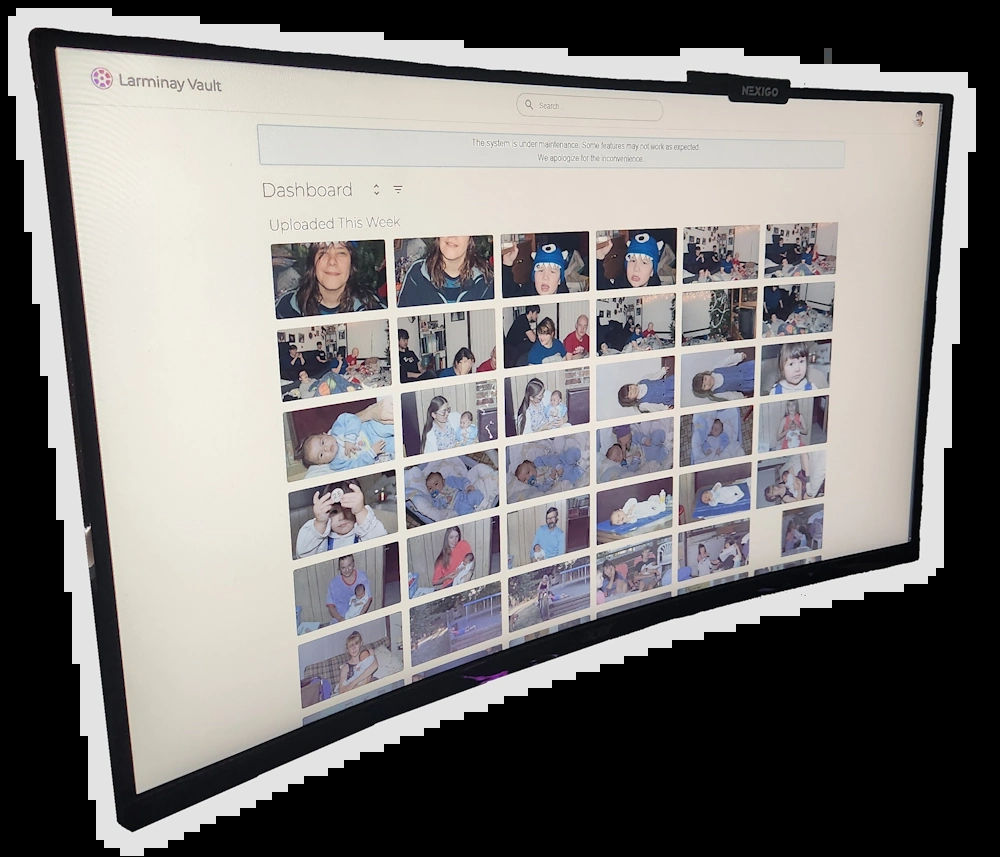 Larminay Vault
NEXIGO
Search...
The system is under maintenance. Some features may not work as expected.
We apologize for the inconvenience.
Dashboard
Uploaded This Week